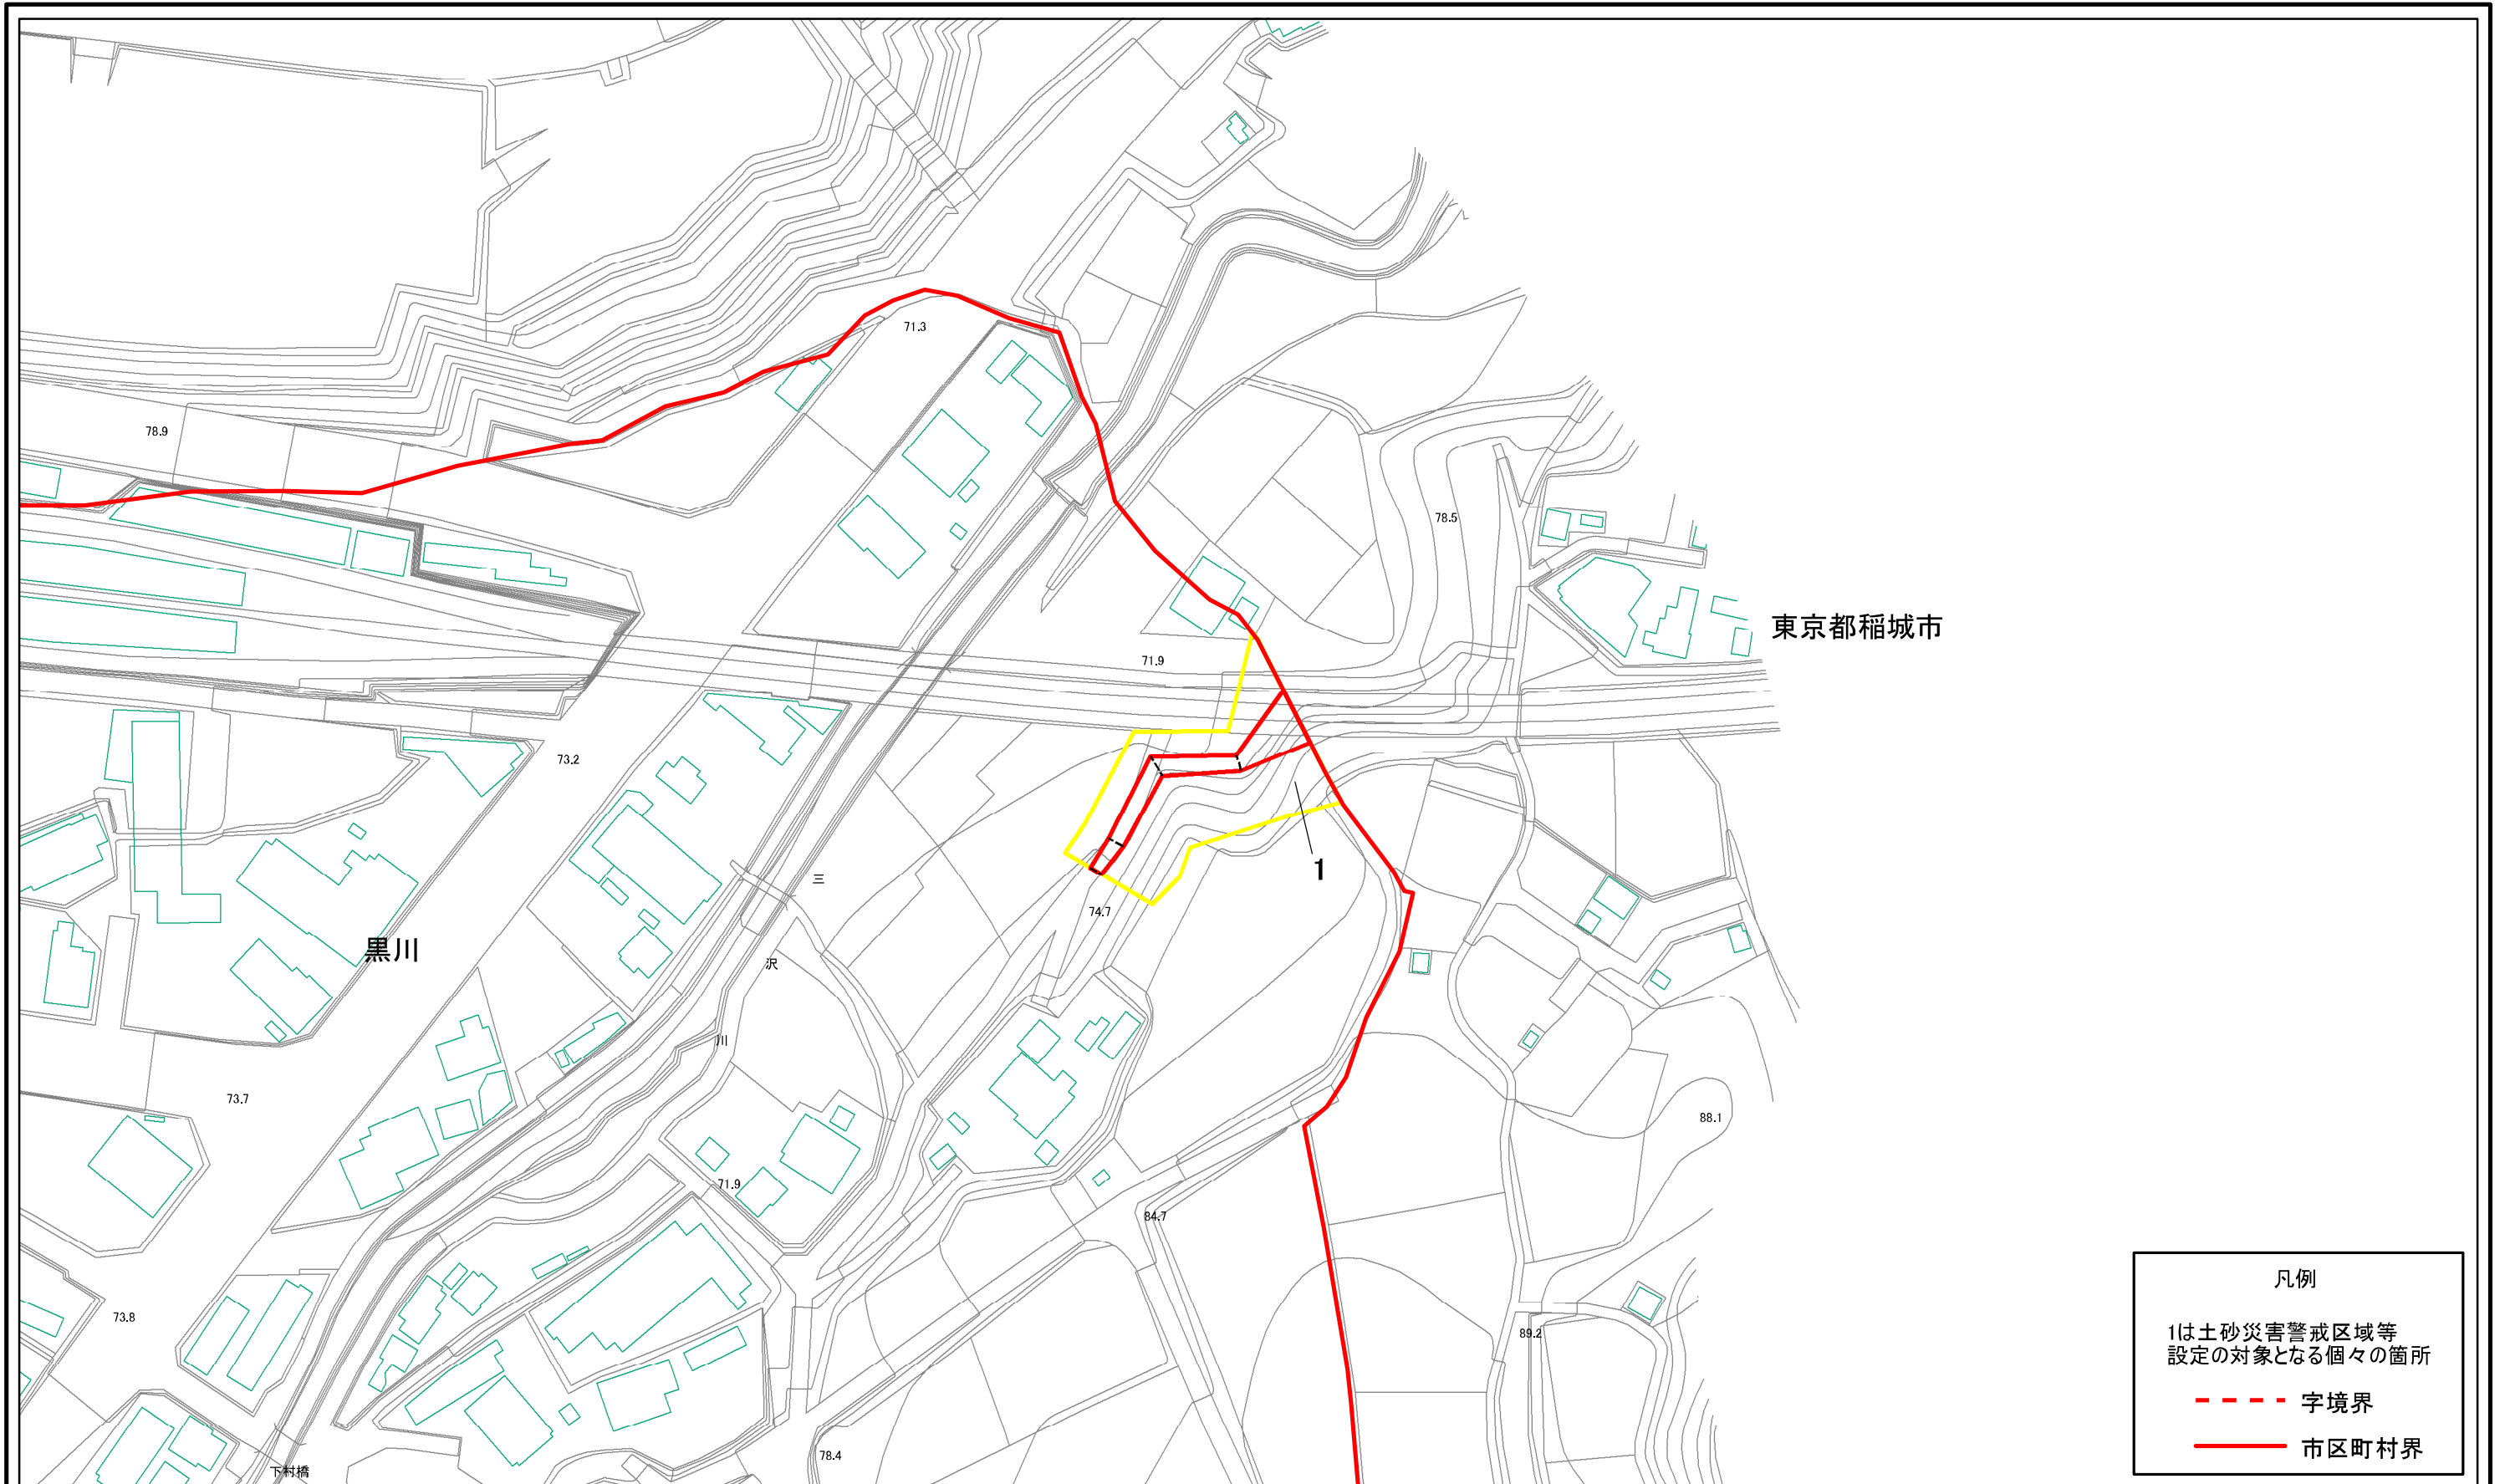 71.3
78.9
78.5
東京都稲城市
71.9
73.2
1
三
74.7
黒川
沢
川
73.7
88.1
71.9
84.7
凡例
73.8
89.2
1は土砂災害警戒区域等
設定の対象となる個々の箇所
字境界
市区町村界
78.4
下村橋